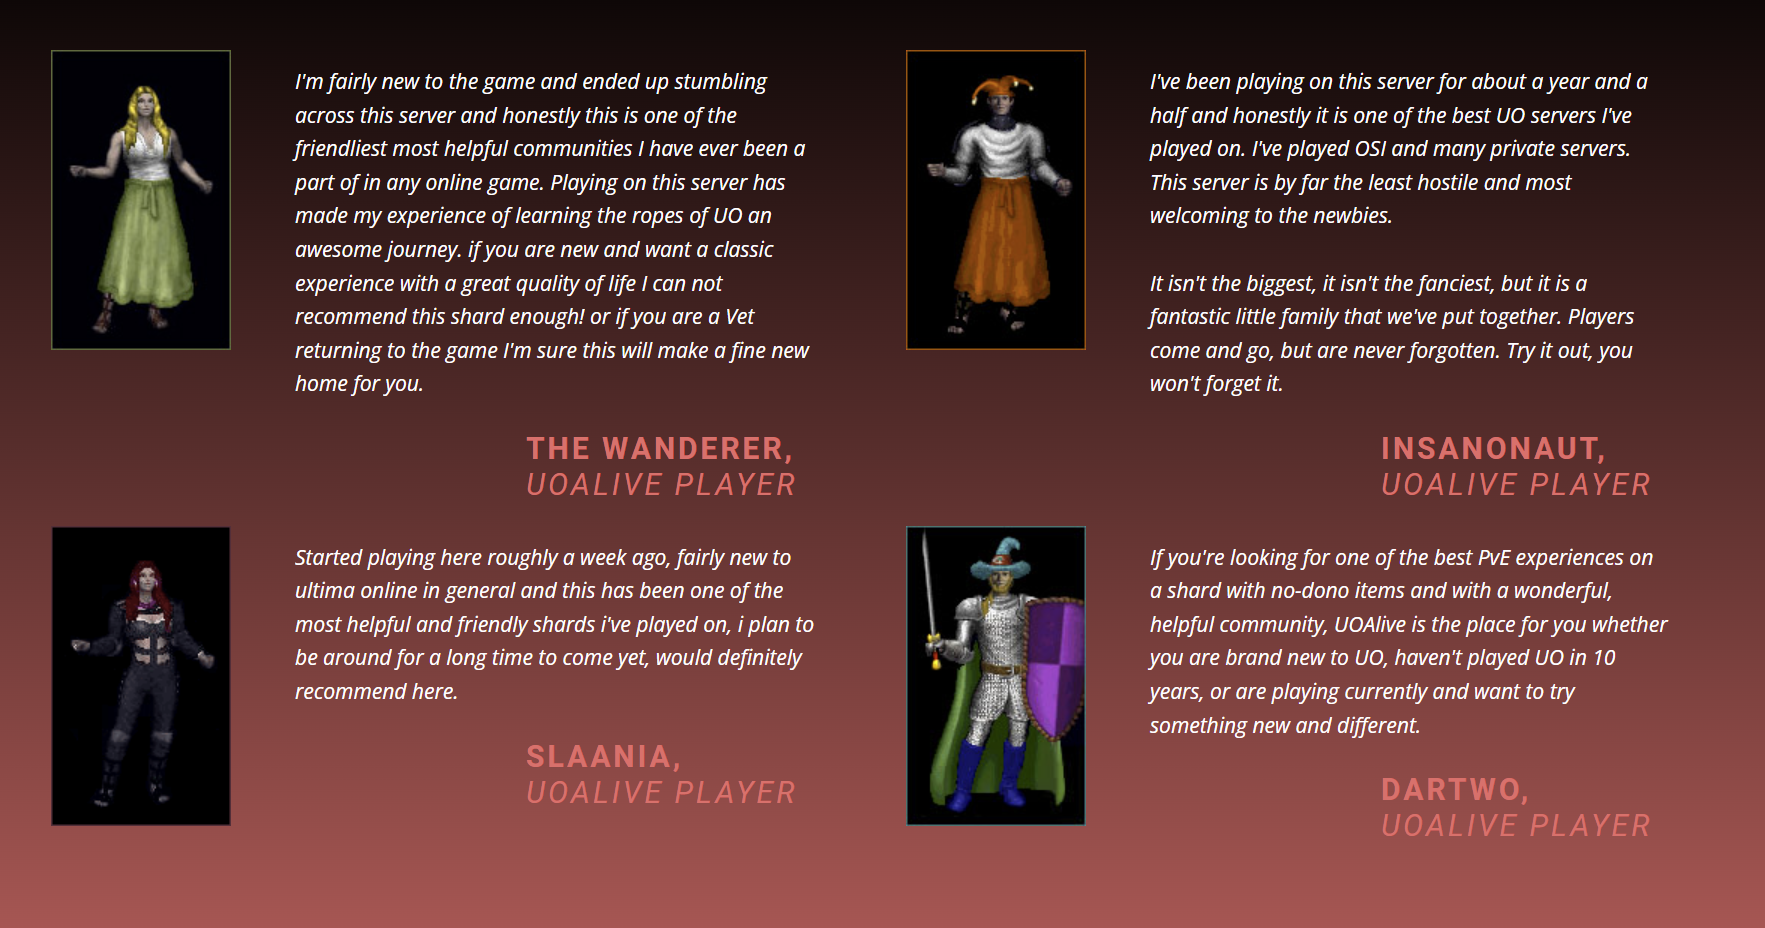 I'm fairly new to the game and ended up stumbling
across this server and honestly this is one of the
friendliest most helpful communities I have ever been a
part of in any online game. Playing on this server has
made my experience of learning the ropes of UO an
awesome journey. if you are new and want a classic
experience with a great quality of life I can not
recommend this shard enough! or if you are a Vet
returning to the game I'm sure this will make a fine new
home for you.
THE WANDERER,
UOALIVE PLAYER
I've been playing on this server for about a year and a
half and honestly it is one of the best UO servers I've
played on. I've played OSI and many private servers.
This server is by far the least hostile and most
welcoming to the newbies.
It isn't the biggest, it isn't the fanciest, but it is a
fantastic little family that we've put together. Players
come and go, but are never forgotten. Try it out, you
won't forget it.
INSANONAUT,
UOALIVE PLAYER
Started playing here roughly a week ago, fairly new to
ultima online in general and this has been one of the
most helpful and friendly shards i've played on, i plan to
be around for a long time to come yet, would definitely
recommend here.
SLAANIA,
UOALIVE PLAYER
If you're looking for one of the best PvE experiences on
a shard with no-dono items and with a wonderful,
helpful community, UOAlive is the place for you whether
you are brand new to UO, haven't played UO in 10
years, or are playing currently and want to try
something new and different.
DARTWO,
UOALIVE PLAYER